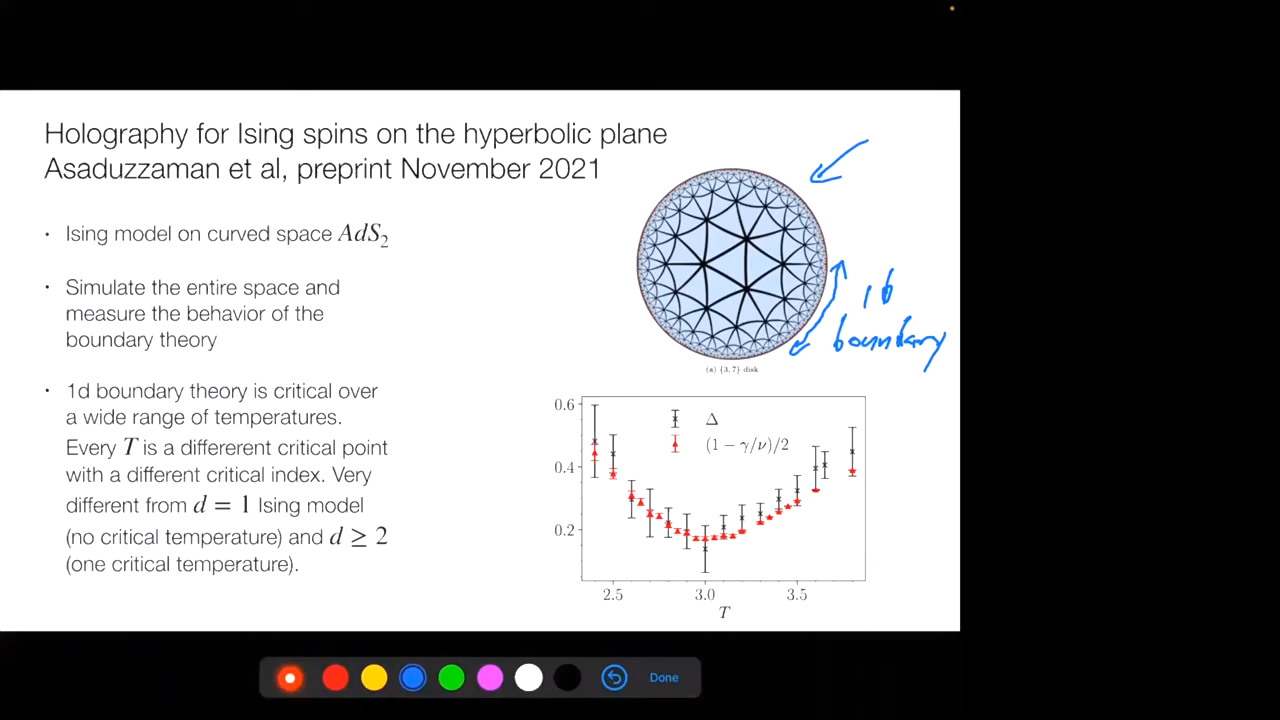 Holography for Ising spins on the hyperbolic plane
Asaduzzaman et al, preprint November 2021
· Ising model on curved space AdS₂
· Simulate the entire space and
measure the behavior of the
boundary theory
· 1d boundary theory is critical over
a wide range of temperatures.
Every T is a differerent critical point
with a different critical index. Very
different from d = 1 Ising model
(no critical temperature) and d ≥ 2
(one critical temperature).
boundary
(a) {3, 7} disk
Δ
(1 − γ/ν)/2
0.6
0.4
0.2
2.5 3.0 3.5
T
Done